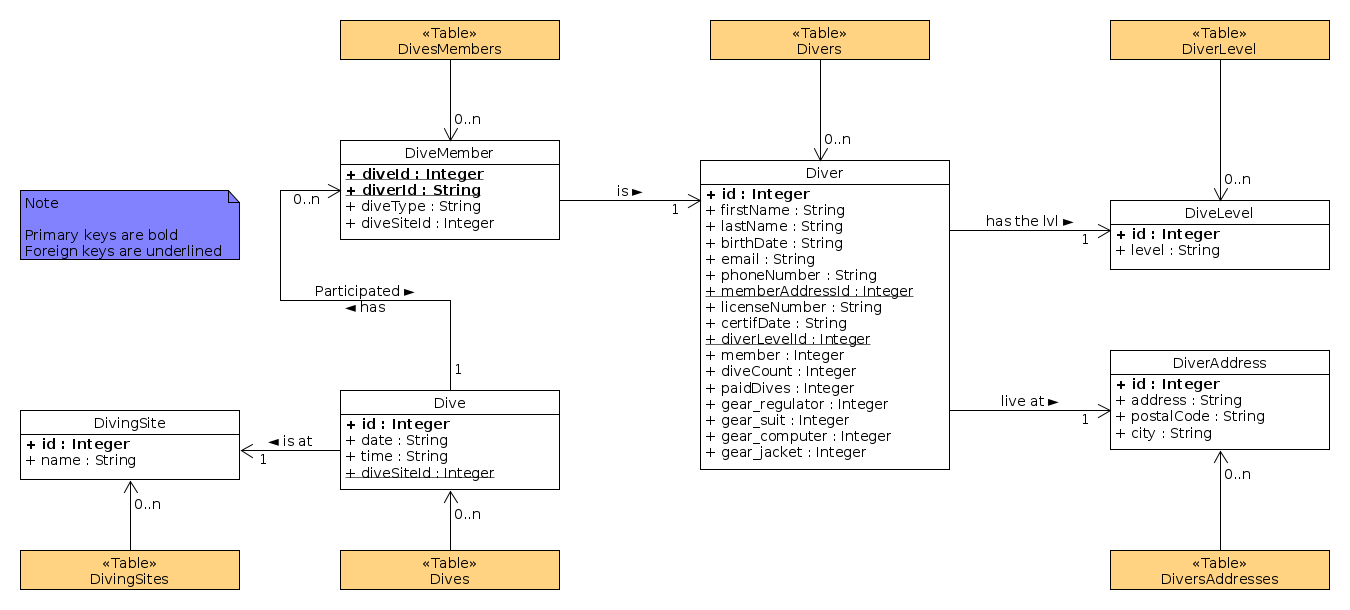 «Table»
DivesMembers
«Table»
Divers
«Table»
DiverLevel
0..n
0..n
0..n
DiveMember
+ diveId : Integer
+ diverId : String
+ diveType : String
+ diveSiteId : Integer
0..n
is ►
1
Diver
+ id : Integer
+ firstName : String
+ lastName : String
+ birthDate : String
+ email : String
+ phoneNumber : String
+ memberAddressId : Integer
+ licenseNumber : String
+ certifDate : String
+ diverLevelId : Integer
+ member : Integer
+ diveCount : Integer
+ paidDives : Integer
+ gear_regulator : Integer
+ gear_suit : Integer
+ gear_computer : Integer
+ gear_jacket : Integer
has the lvl ►
1
DiveLevel
+ id : Integer
+ level : String
Note
Primary keys are bold
Foreign keys are underlined
Participated ►
◄ has
1
live at ►
1
DiverAddress
+ id : Integer
+ address : String
+ postalCode : String
+ city : String
DivingSite
+ id : Integer
+ name : String
◄ is at
1
Dive
+ id : Integer
+ date : String
+ time : String
+ diveSiteId : Integer
0..n
0..n
0..n
«Table»
DivingSites
«Table»
Dives
«Table»
DiversAddresses